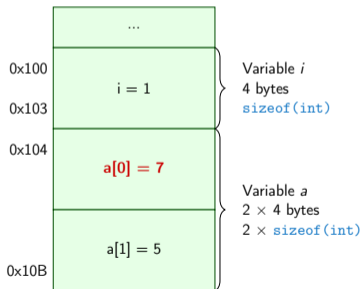 ...
0x100
i = 1
0x103
Variable i
4 bytes
sizeof(int)
0x104
a[0] = 7
a[1] = 5
0x10B
Variable a
2 × 4 bytes
2 × sizeof(int)